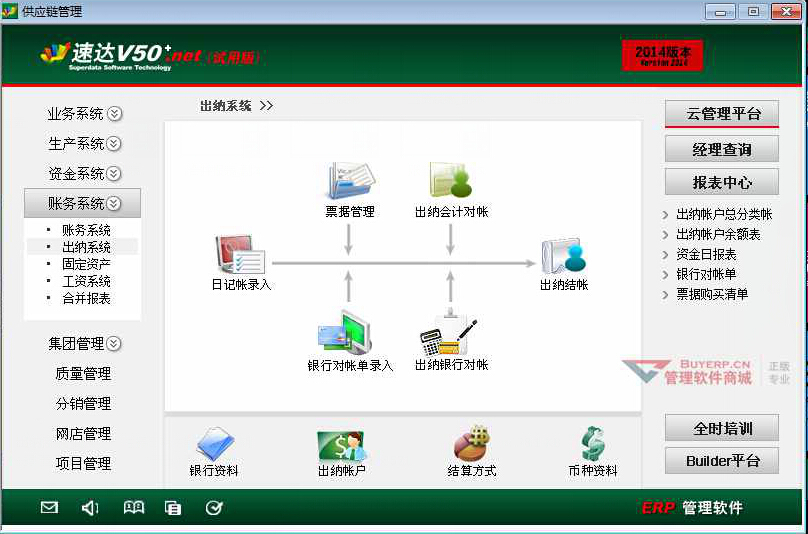 供应链管理
速达V50+.net(试用版)
Superdata Software Technology
2014版本
Version 2014
业务系统
生产系统
资金系统
账务系统
账务系统
出纳系统
固定资产
工资系统
合并报表
集团管理
质量管理
分销管理
网店管理
项目管理
出纳系统 >>
票据管理
出纳会计对帐
日记帐录入
出纳结帐
银行对帐单录入
出纳银行对帐
银行资料
出纳帐户
结算方式
币种资料
云管理平台
经理查询
报表中心
出纳帐户总分类帐
出纳帐户余额表
资金日报表
银行对帐单
票据购买清单
BUYERP.CN
管理软件商城
正版
专业
全时培训
Builder平台
ERP 管理软件